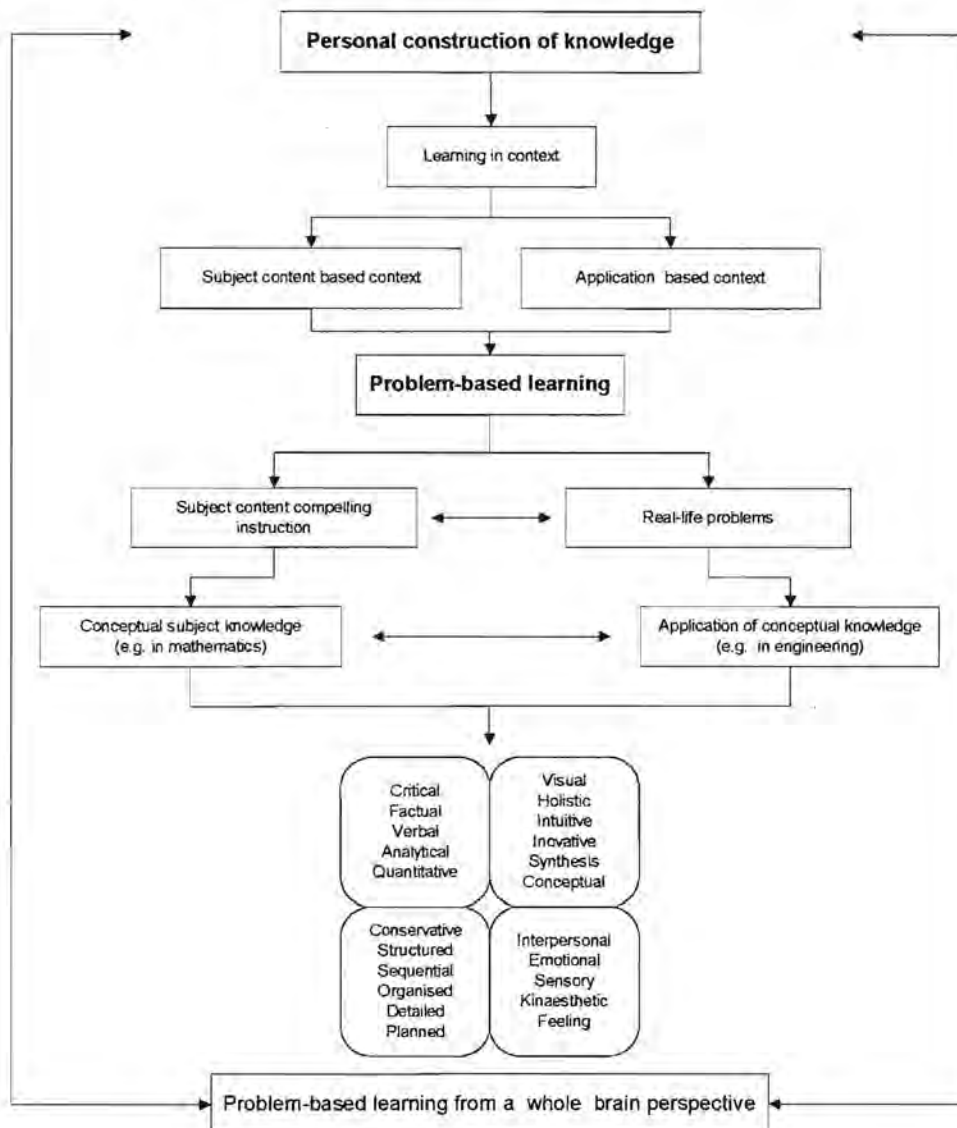 Personal construction of knowledge
Learning in context
Subject content based context
Application based context
Problem-based learning
Subject content compelling
instruction
Real-life problems
Conceptual subject knowledge
(e.g. in mathematics)
Application of conceptual knowledge
(e.g. in engineering)
Critical
Factual
Verbal
Analytical
Quantitative
Visual
Holistic
Intuitive
Inovative
Synthesis
Conceptual
Conservative
Structured
Sequential
Organised
Detailed
Planned
Interpersonal
Emotional
Sensory
Kinaesthetic
Feeling
Problem-based learning from a whole brain perspective